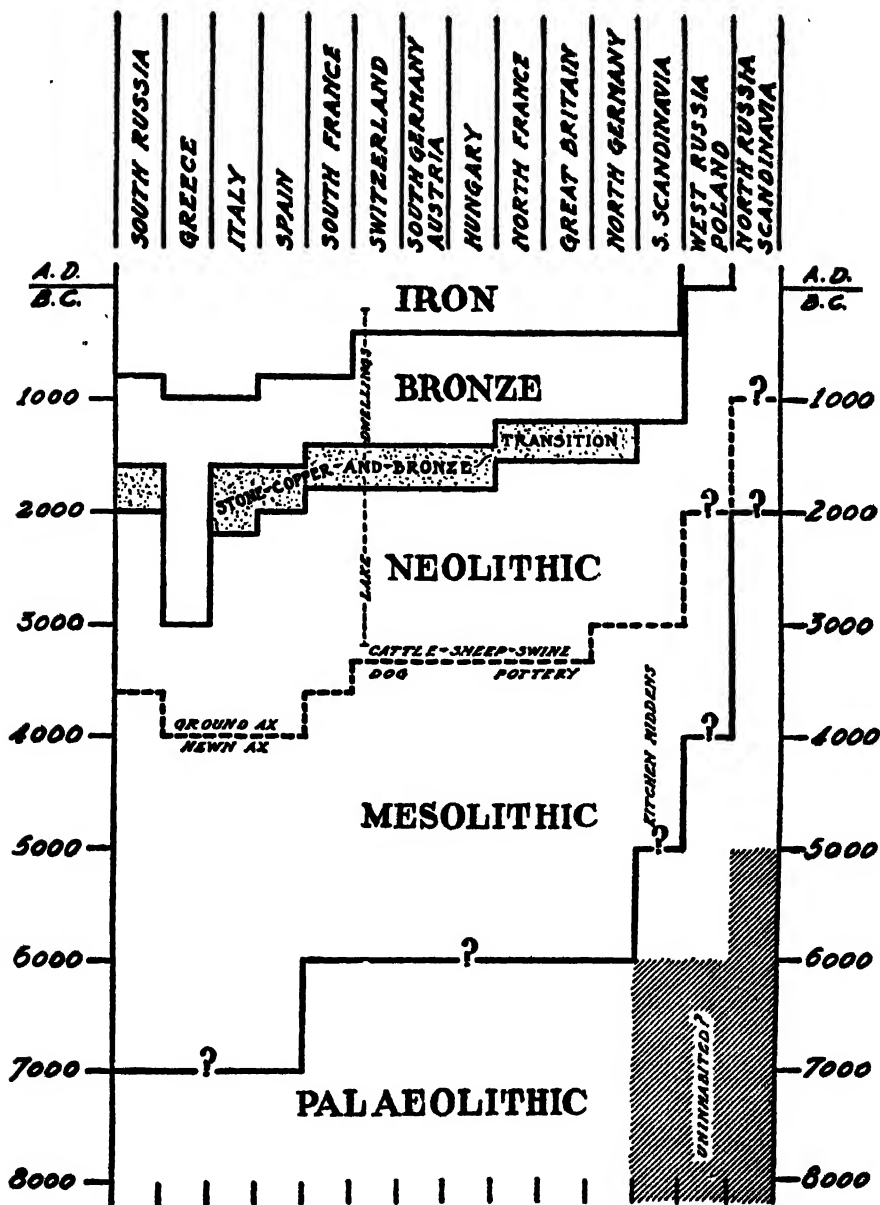 SOUTH RUSSIA
GREECE
ITALY
SPAIN
SOUTH FRANCE
SWITZERLAND
SOUTH GERMANY
AUSTRIA
HUNGARY
NORTH FRANCE
GREAT BRITAIN
NORTH GERMANY
S. SCANDINAVIA
WEST RUSSIA
POLAND
NORTH RUSSIA
SCANDINAVIA
A.D.
B.C.
A.D.
B.C.
IRON
BRONZE
1000
?
1000
DWELLINGS
TRANSITION
STONE-COPPER-AND-BRONZE
2000
?
?
2000
NEOLITHIC
LAKE
3000
3000
CATTLE-SHEEP-SWINE
DOG POTTERY
GROUND AX
HEWN AX
4000
?
4000
KITCHEN MIDDENS
MESOLITHIC
5000
?
5000
6000
?
6000
UNINHABITED?
7000
?
7000
PALAEOLITHIC
8000
8000